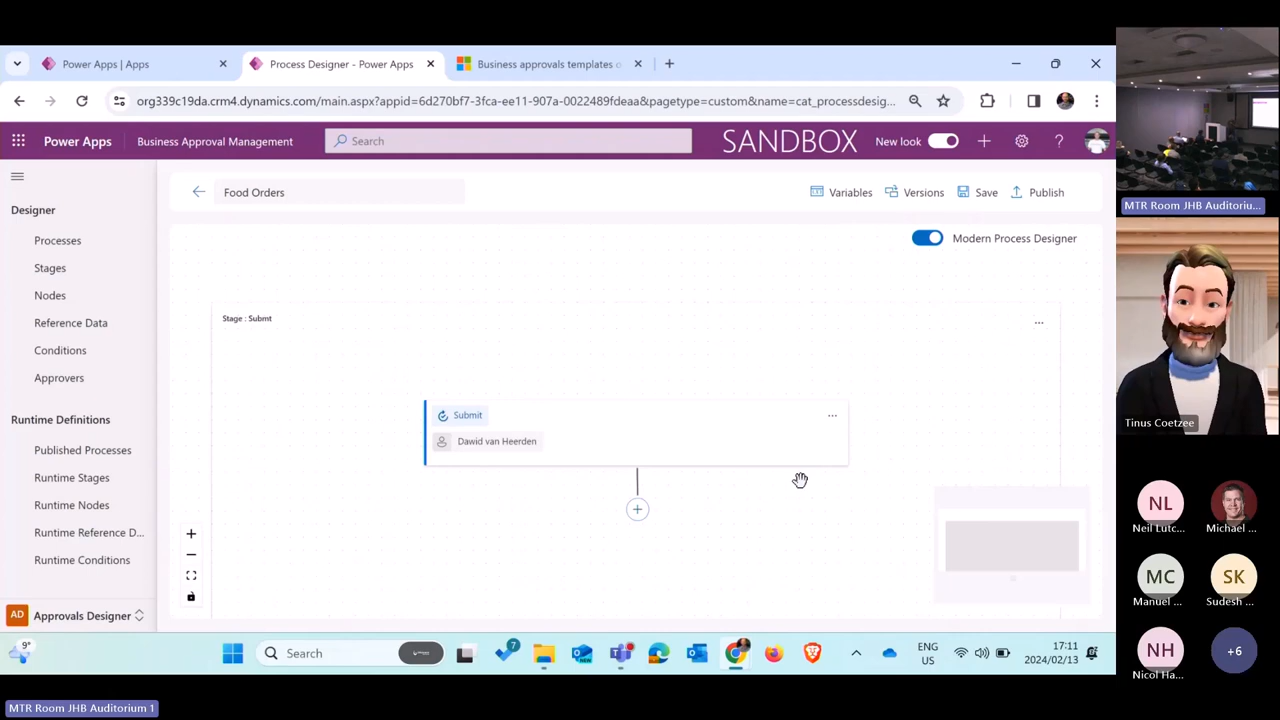 Power Apps | Apps
Process Designer - Power Apps
Business approvals templates o
org339c19da.crm4.dynamics.com/main.aspx?appid=6d270bf7-3fca-ee11-907a-0022489fdeaa&pagetype=custom&name=cat_processdesig...
Power Apps
Business Approval Management
Search
SANDBOX
New look
MTR Room JHB Auditoriu...
Food Orders
Variables
Versions
Save
Publish
Designer
Processes
Stages
Nodes
Reference Data
Conditions
Approvers
Runtime Definitions
Published Processes
Runtime Stages
Runtime Nodes
Runtime Reference D...
Runtime Conditions
AD
Approvals Designer
Modern Process Designer
Stage : Submt
Submit
Dawid van Heerden
Tinus Coetzee
NL
Neil Lutc...
Michael ...
MC
Manuel ...
SK
Sudesh ...
NH
Nicol Ha...
+6
9°
Search
7
ENG
US
17:11
2024/02/13
MTR Room JHB Auditorium 1